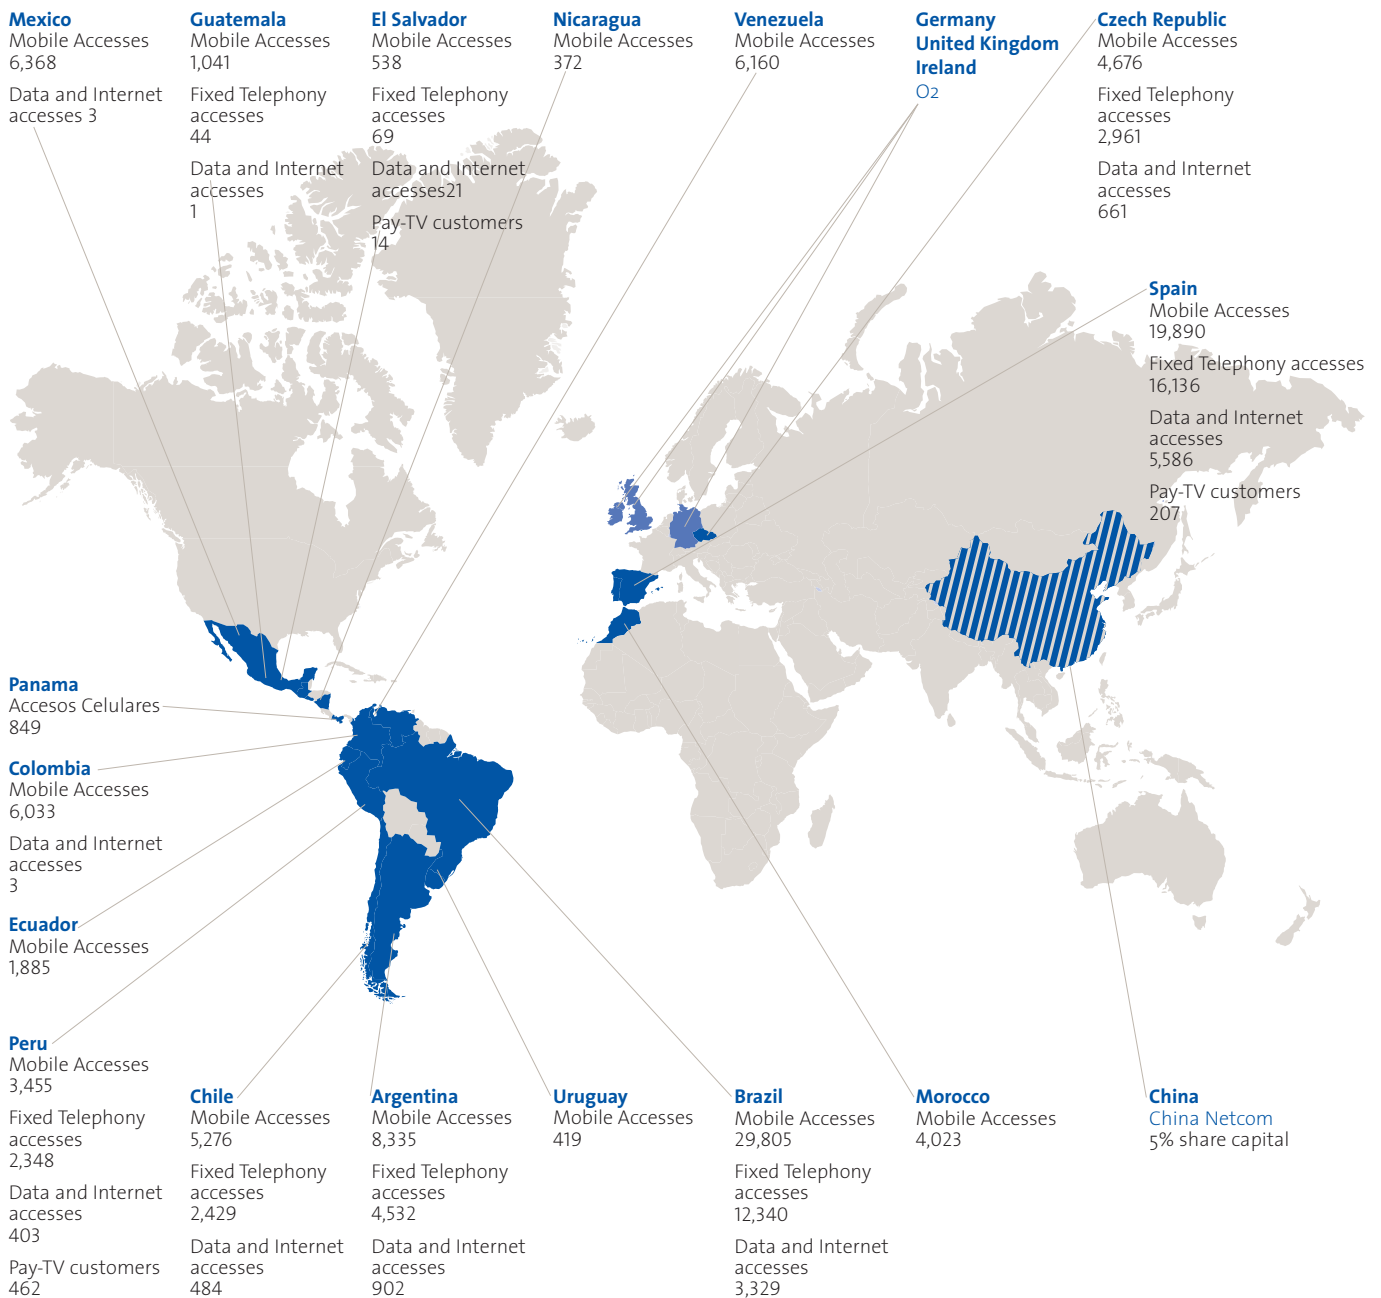 Mexico
Mobile Accesses
6,368
Data and Internet
accesses 3
Guatemala
Mobile Accesses
1,041
Fixed Telephony
accesses
44
Data and Internet
accesses
1
El Salvador
Mobile Accesses
538
Fixed Telephony
accesses
69
Data and Internet
accesses21
Pay-TV customers
14
Nicaragua
Mobile Accesses
372
Venezuela
Mobile Accesses
6,160
Germany
United Kingdom
Ireland
O2
Czech Republic
Mobile Accesses
4,676
Fixed Telephony
accesses
2,961
Data and Internet
accesses
661
Spain
Mobile Accesses
19,890
Fixed Telephony accesses
16,136
Data and Internet
accesses
5,586
Pay-TV customers
207
Panama
Accesos Celulares
849
Colombia
Mobile Accesses
6,033
Data and Internet
accesses
3
Ecuador
Mobile Accesses
1,885
Peru
Mobile Accesses
3,455
Fixed Telephony
accesses
2,348
Data and Internet
accesses
403
Pay-TV customers
462
Chile
Mobile Accesses
5,276
Fixed Telephony
accesses
2,429
Data and Internet
accesses
484
Argentina
Mobile Accesses
8,335
Fixed Telephony
accesses
4,532
Data and Internet
accesses
902
Uruguay
Mobile Accesses
419
Brazil
Mobile Accesses
29,805
Fixed Telephony
accesses
12,340
Data and Internet
accesses
3,329
Morocco
Mobile Accesses
4,023
China
China Netcom
5% share capital